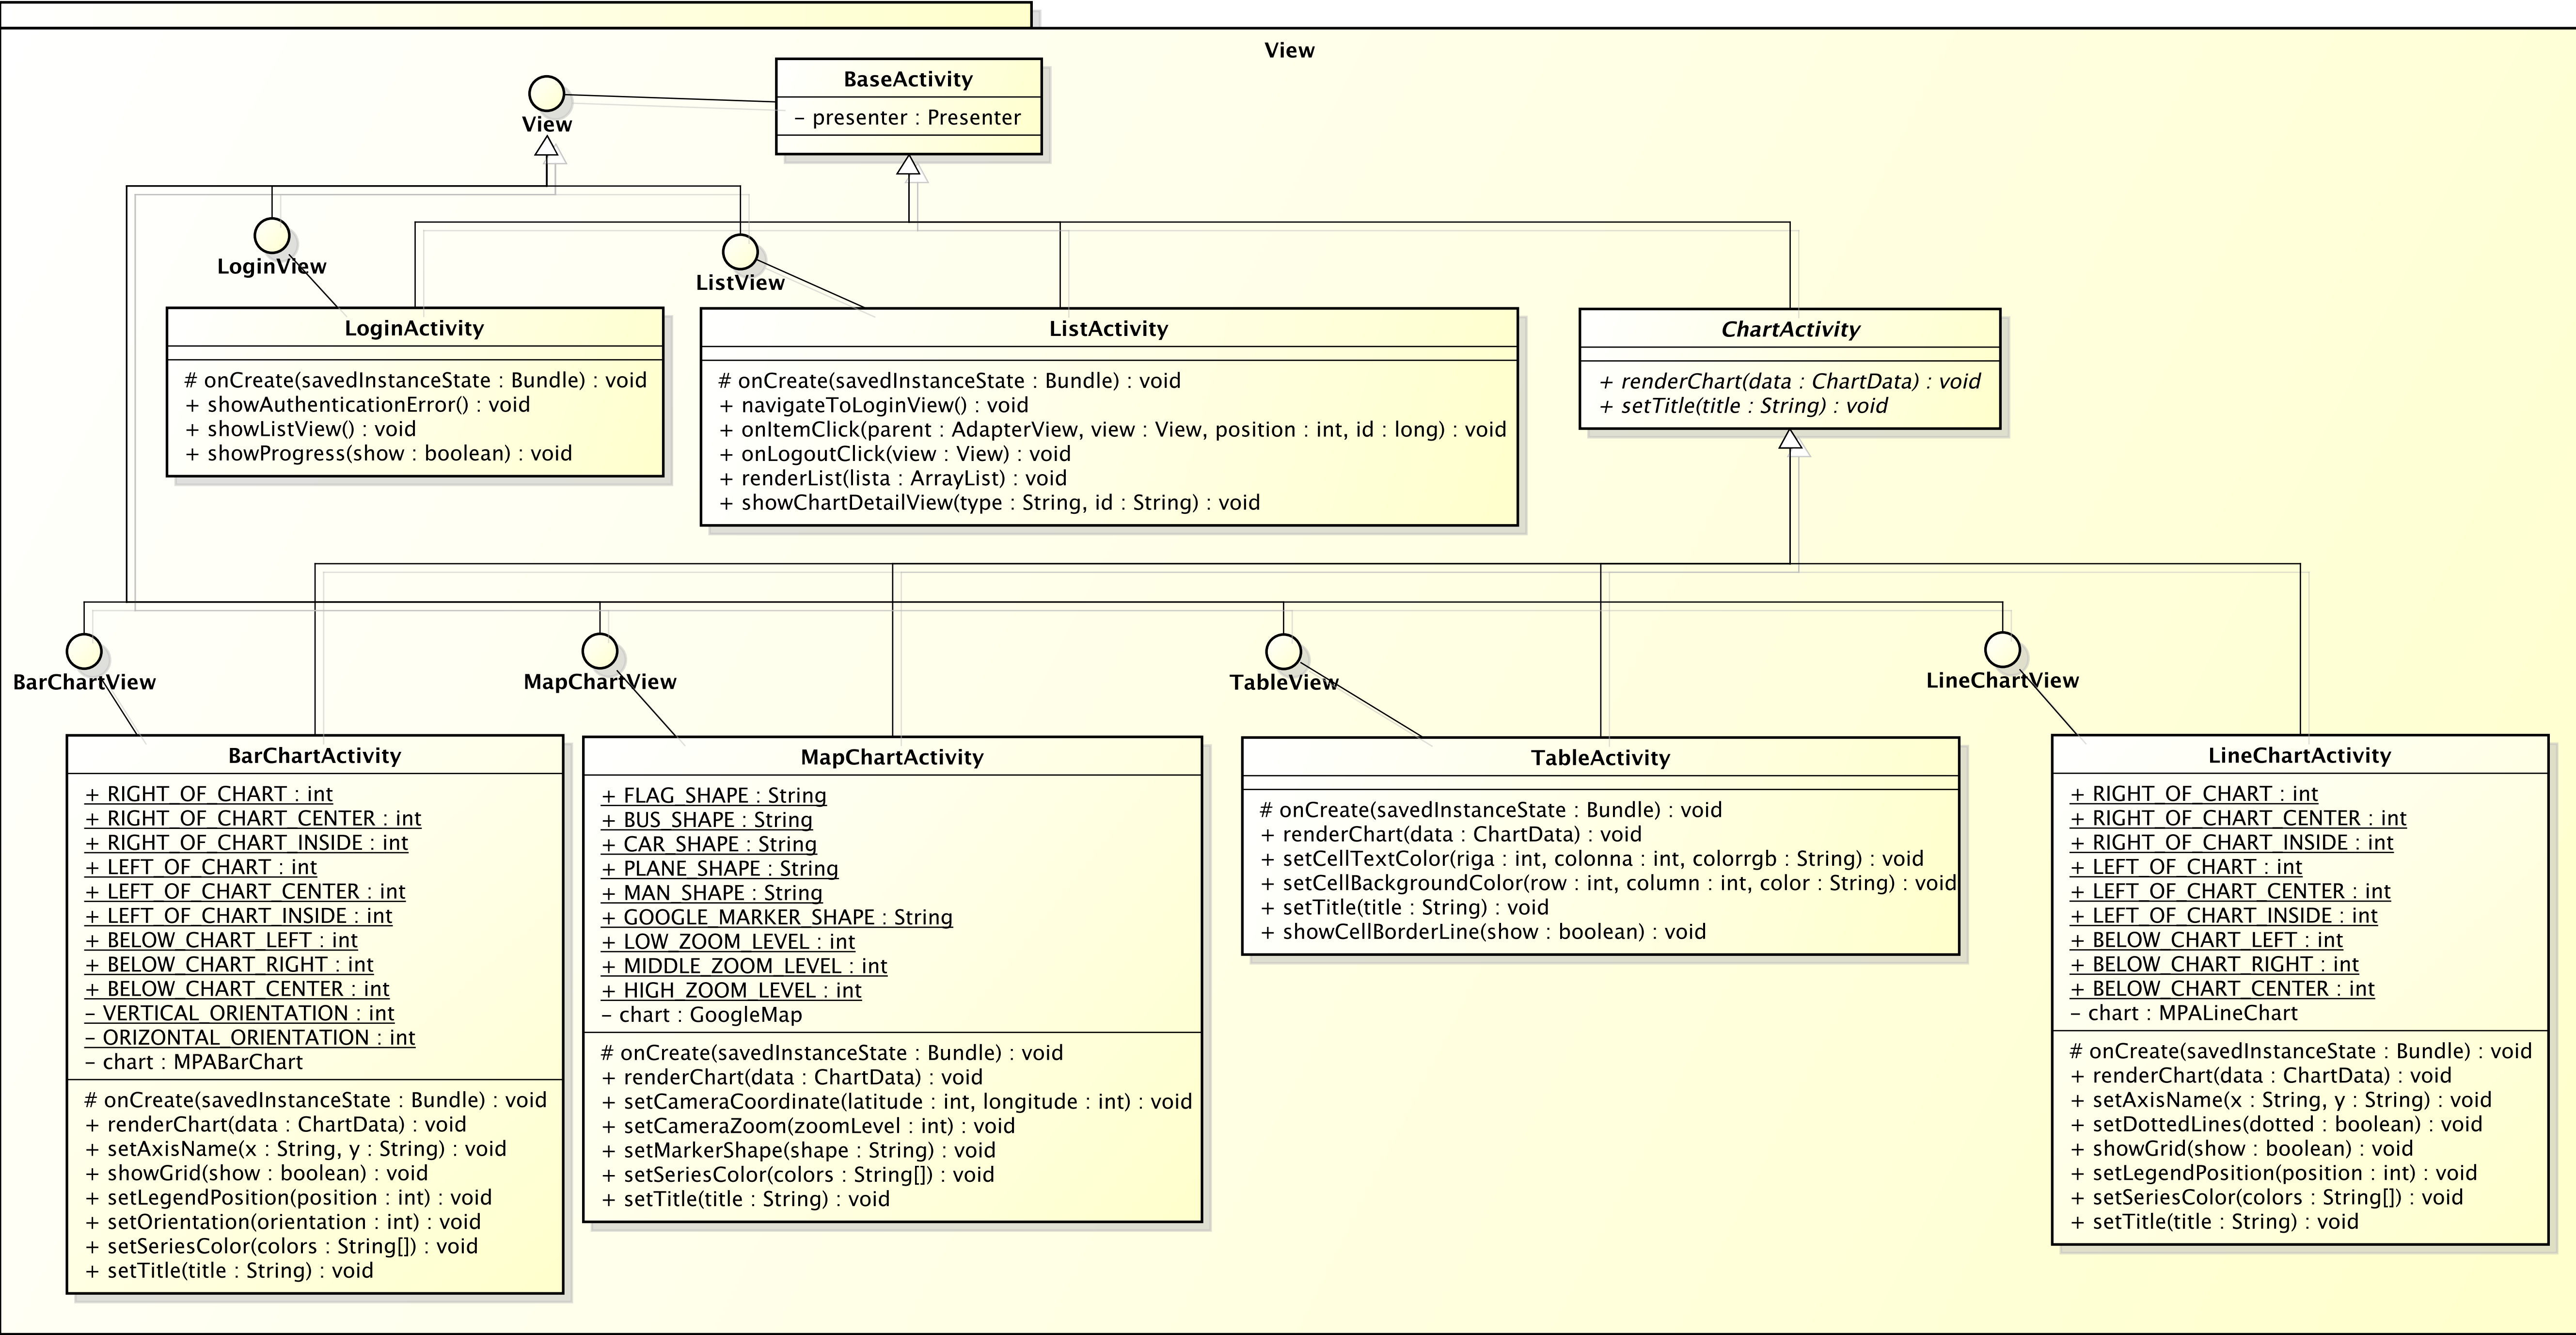 View
View
BaseActivity
– presenter : Presenter
LoginView
ListView
LoginActivity
# onCreate(savedInstanceState : Bundle) : void
+ showAuthenticationError() : void
+ showListView() : void
+ showProgress(show : boolean) : void
ListActivity
# onCreate(savedInstanceState : Bundle) : void
+ navigateToLoginView() : void
+ onItemClick(parent : AdapterView, view : View, position : int, id : long) : void
+ onLogoutClick(view : View) : void
+ renderList(lista : ArrayList) : void
+ showChartDetailView(type : String, id : String) : void
ChartActivity
+ renderChart(data : ChartData) : void
+ setTitle(title : String) : void
BarChartView
MapChartView
TableView
LineChartView
BarChartActivity
+ RIGHT_OF_CHART : int
+ RIGHT_OF_CHART_CENTER : int
+ RIGHT_OF_CHART_INSIDE : int
+ LEFT_OF_CHART : int
+ LEFT_OF_CHART_CENTER : int
+ LEFT_OF_CHART_INSIDE : int
+ BELOW_CHART_LEFT : int
+ BELOW_CHART_RIGHT : int
+ BELOW_CHART_CENTER : int
– VERTICAL_ORIENTATION : int
– ORIZONTAL_ORIENTATION : int
– chart : MPABarChart
# onCreate(savedInstanceState : Bundle) : void
+ renderChart(data : ChartData) : void
+ setAxisName(x : String, y : String) : void
+ showGrid(show : boolean) : void
+ setLegendPosition(position : int) : void
+ setOrientation(orientation : int) : void
+ setSeriesColor(colors : String[]) : void
+ setTitle(title : String) : void
MapChartActivity
+ FLAG_SHAPE : String
+ BUS_SHAPE : String
+ CAR_SHAPE : String
+ PLANE_SHAPE : String
+ MAN_SHAPE : String
+ GOOGLE_MARKER_SHAPE : String
+ LOW_ZOOM_LEVEL : int
+ MIDDLE_ZOOM_LEVEL : int
+ HIGH_ZOOM_LEVEL : int
– chart : GoogleMap
# onCreate(savedInstanceState : Bundle) : void
+ renderChart(data : ChartData) : void
+ setCameraCoordinate(latitude : int, longitude : int) : void
+ setCameraZoom(zoomLevel : int) : void
+ setMarkerShape(shape : String) : void
+ setSeriesColor(colors : String[]) : void
+ setTitle(title : String) : void
TableActivity
# onCreate(savedInstanceState : Bundle) : void
+ renderChart(data : ChartData) : void
+ setCellTextColor(riga : int, colonna : int, colorrgb : String) : void
+ setCellBackgroundColor(row : int, column : int, color : String) : void
+ setTitle(title : String) : void
+ showCellBorderLine(show : boolean) : void
LineChartActivity
+ RIGHT_OF_CHART : int
+ RIGHT_OF_CHART_CENTER : int
+ RIGHT_OF_CHART_INSIDE : int
+ LEFT_OF_CHART : int
+ LEFT_OF_CHART_CENTER : int
+ LEFT_OF_CHART_INSIDE : int
+ BELOW_CHART_LEFT : int
+ BELOW_CHART_RIGHT : int
+ BELOW_CHART_CENTER : int
– chart : MPALineChart
# onCreate(savedInstanceState : Bundle) : void
+ renderChart(data : ChartData) : void
+ setAxisName(x : String, y : String) : void
+ setDottedLines(dotted : boolean) : void
+ showGrid(show : boolean) : void
+ setLegendPosition(position : int) : void
+ setSeriesColor(colors : String[]) : void
+ setTitle(title : String) : void